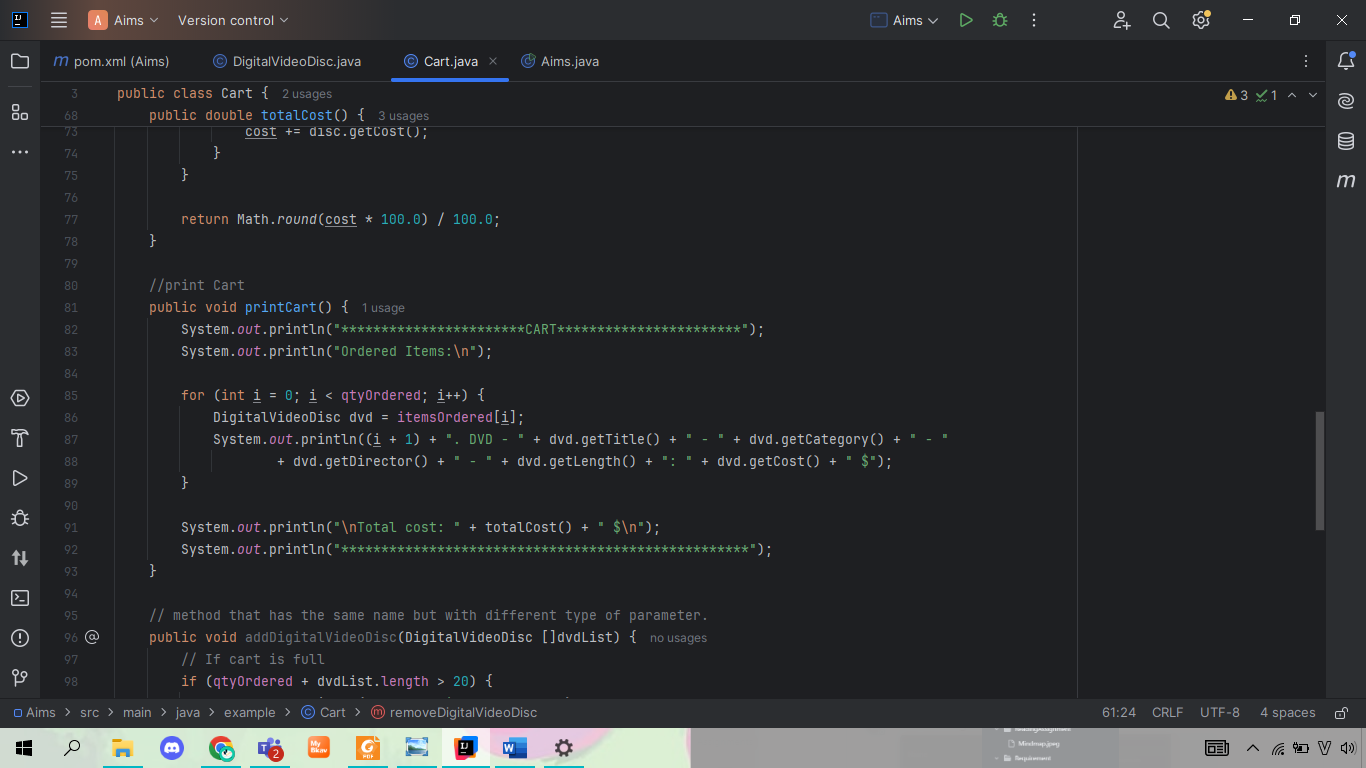 A Aims Version control Aims
pom.xml (Aims) DigitalVideoDisc.java Cart.java Aims.java
3 public class Cart { 2 usages
3 1
68 public double totalCost() { 3 usages
73 cost += disc.getCost();
74 }
75 }
76
77 return Math.round(cost * 100.0) / 100.0;
78 }
79
80 //print Cart
81 public void printCart() { 1 usage
82 System.out.println("***********************CART***********************");
83 System.out.println("Ordered Items:\n");
84
85 for (int i = 0; i < qtyOrdered; i++) {
86 DigitalVideoDisc dvd = itemsOrdered[i];
87 System.out.println((i + 1) + ". DVD - " + dvd.getTitle() + " - " + dvd.getCategory() + " - "
88 + dvd.getDirector() + " - " + dvd.getLength() + ": " + dvd.getCost() + " $");
89 }
90
91 System.out.println("\nTotal cost: " + totalCost() + " $\n");
92 System.out.println("***************************************************");
93 }
94
95 // method that has the same name but with different type of parameter.
96 public void addDigitalVideoDisc(DigitalVideoDisc []dvdList) { no usages
97 // If cart is full
98 if (qtyOrdered + dvdList.length > 20) {
Aims > src > main > java > example > Cart > removeDigitalVideoDisc
61:24 CRLF UTF-8 4 spaces
Mindmap.jpeg
Requirement